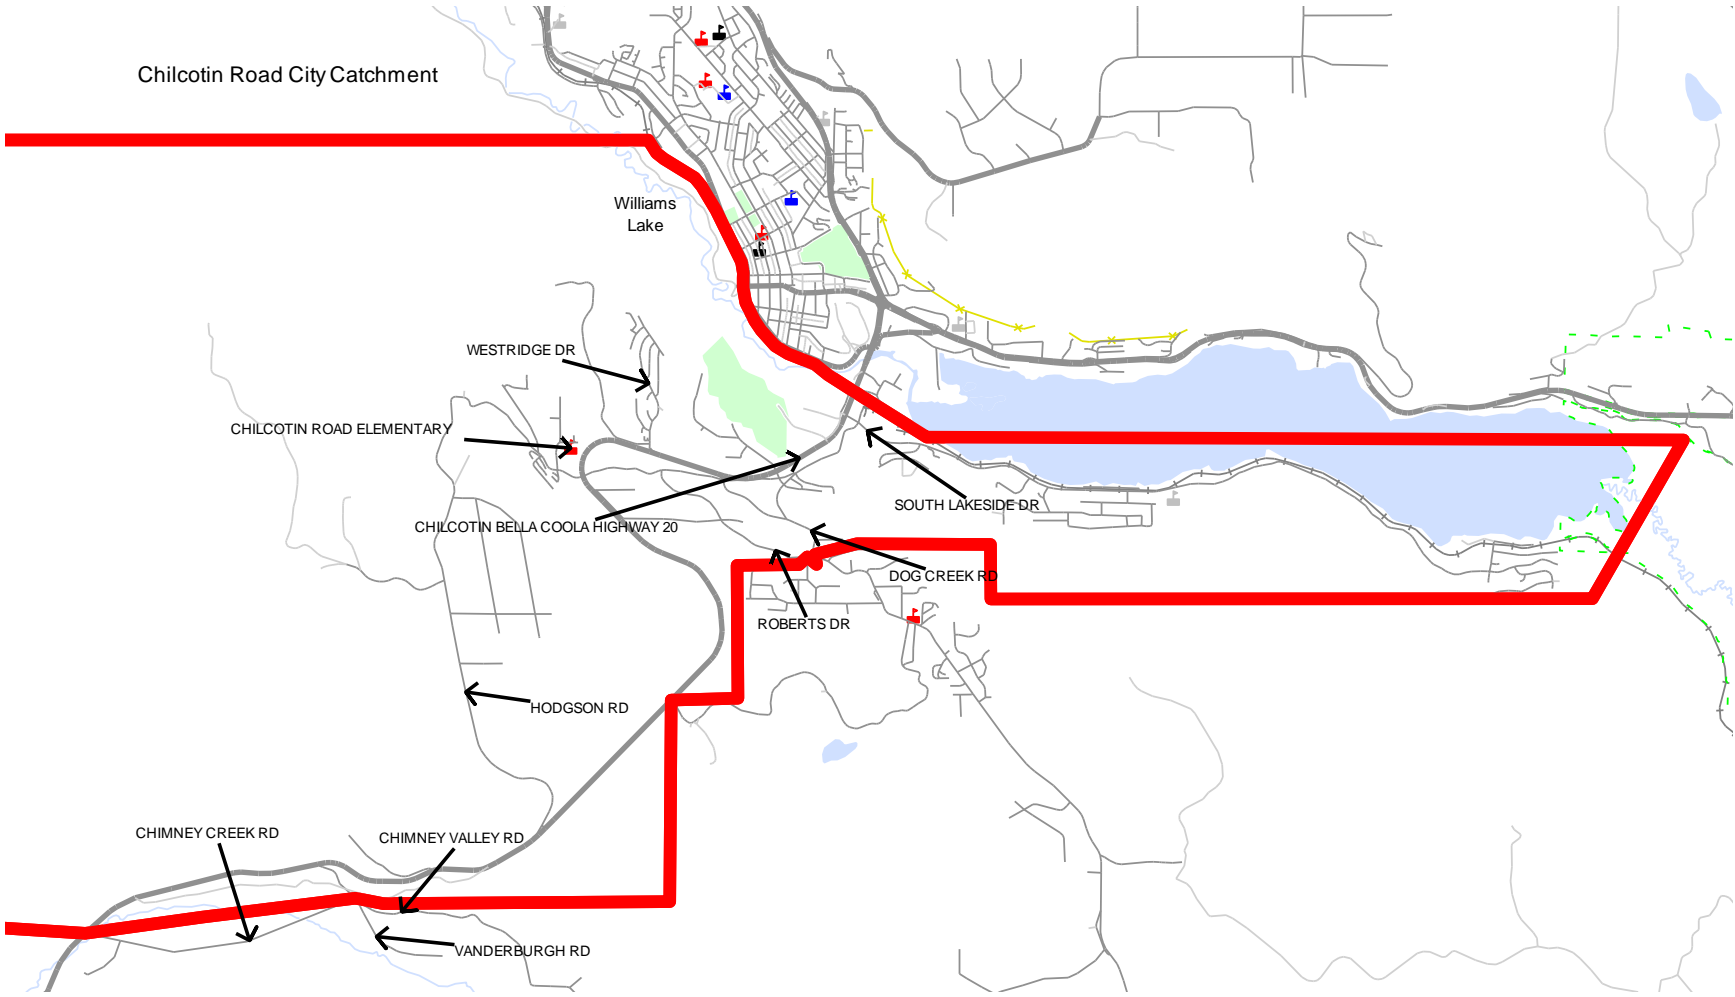 Chilcotin Road City Catchment
Williams
Lake
WESTRIDGE DR
CHILCOTIN ROAD ELEMENTARY
SOUTH LAKESIDE DR
CHILCOTIN BELLA COOLA HIGHWAY 20
DOG CREEK RD
ROBERTS DR
HODGSON RD
CHIMNEY CREEK RD
CHIMNEY VALLEY RD
VANDERBURGH RD